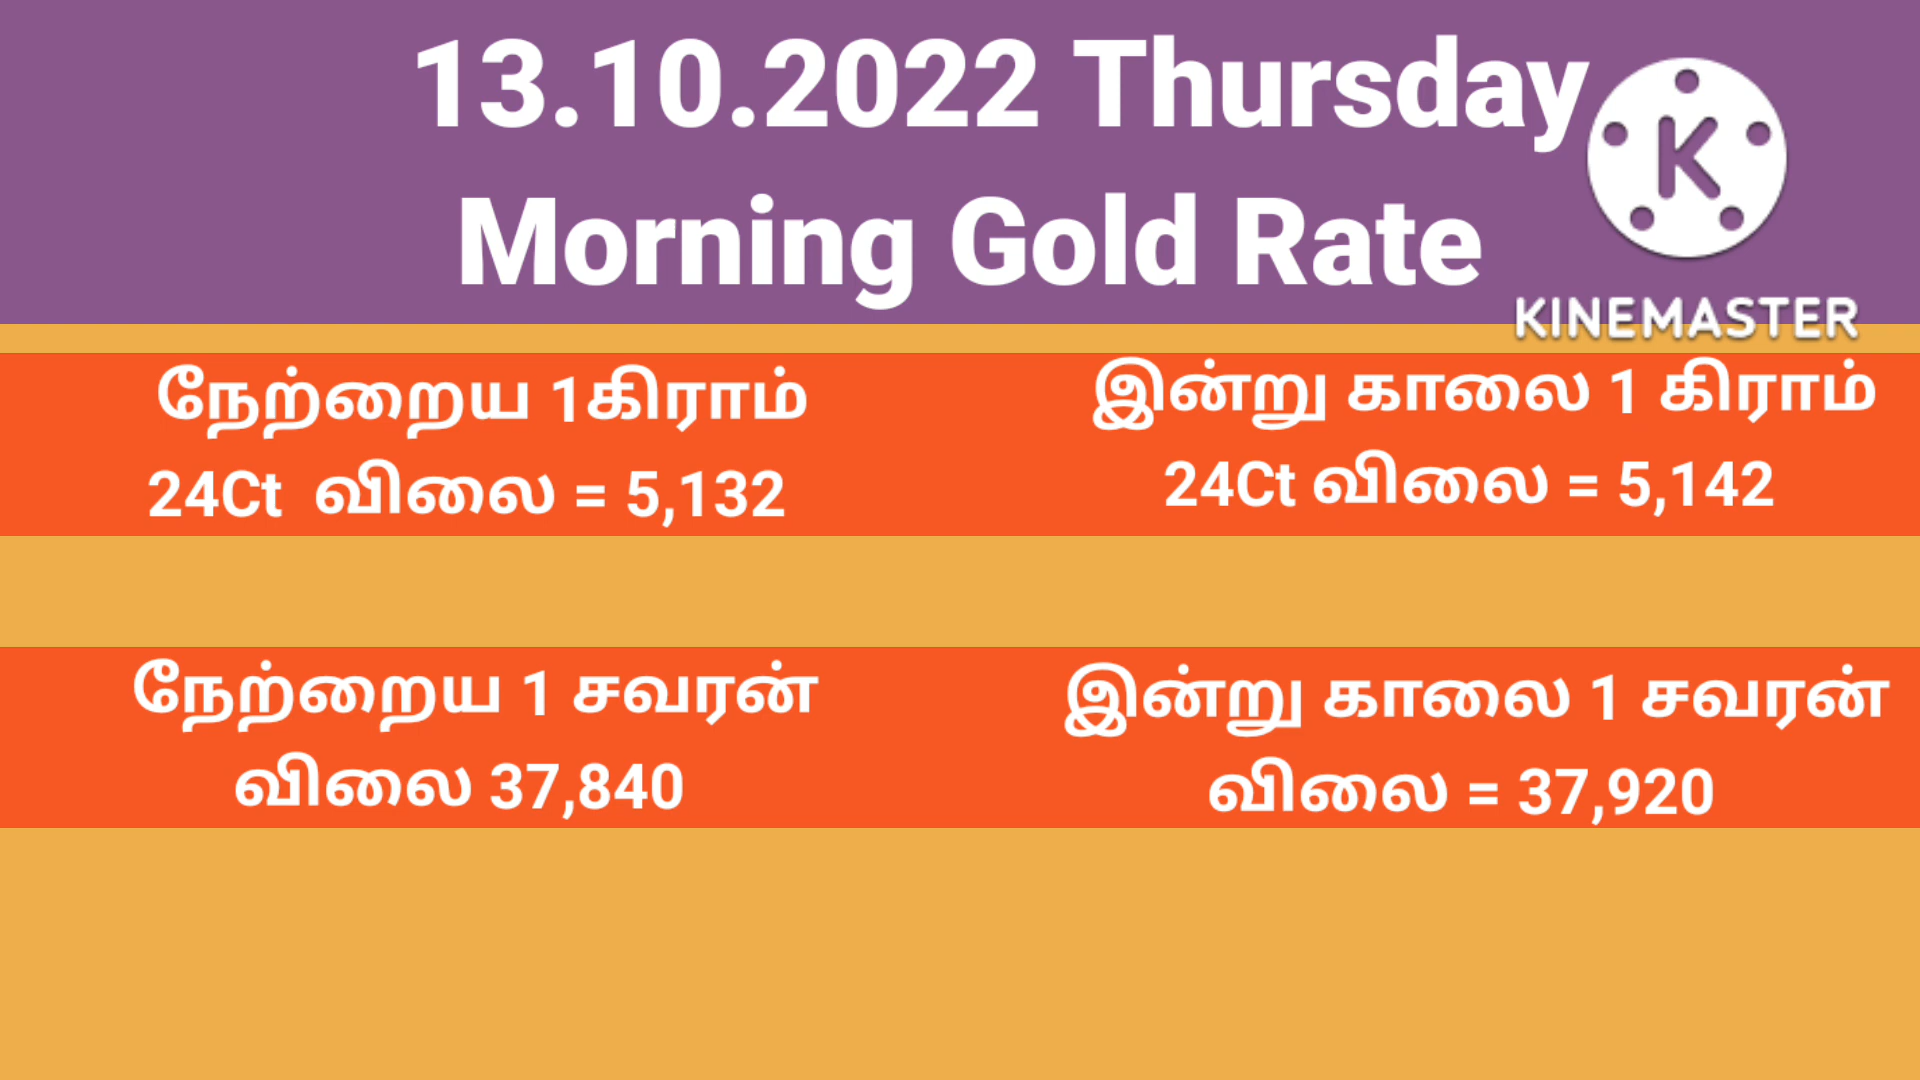 13.10.2022 Thursday
Morning Gold Rate
KINEMASTER
நேற்றைய 1கிராம்
24Ct விலை = 5,132
இன்று காலை 1 கிராம்
24Ct விலை = 5,142
நேற்றைய 1 சவரன்
விலை 37,840
இன்று காலை 1 சவரன்
விலை = 37,920